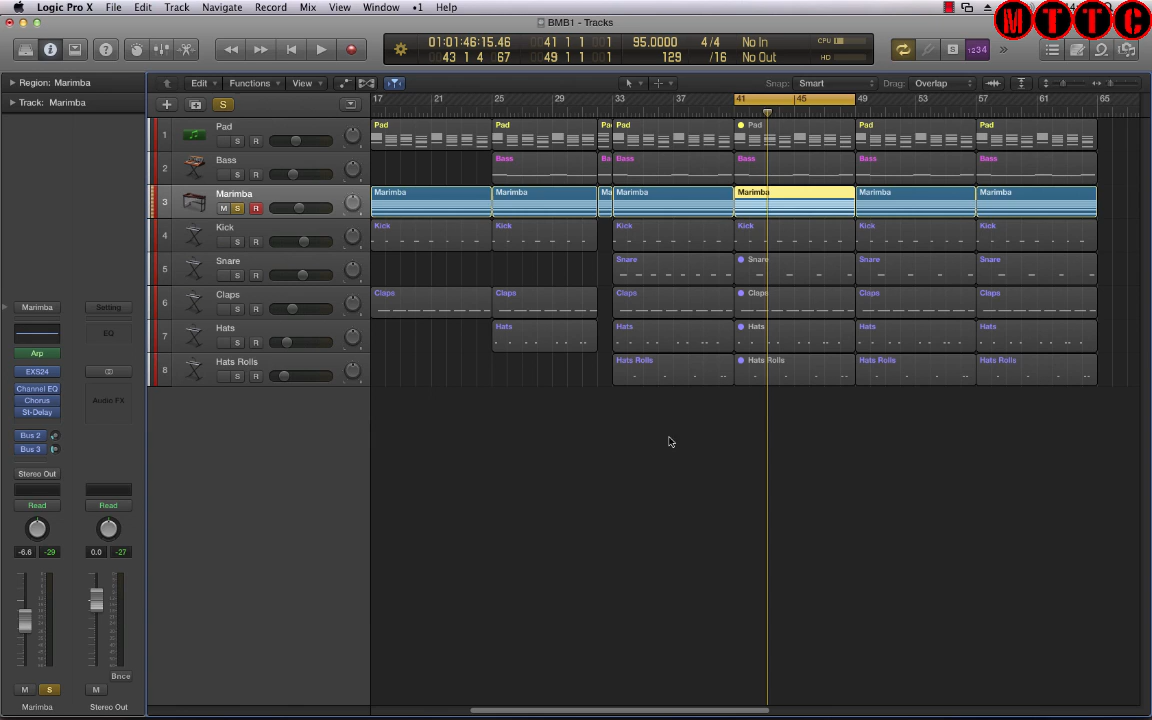 Logic Pro X File Edit Track Navigate Record Mix View Window 1 Help
MTTC
BMB1 - Tracks
01:01:46:15.46 41 1 1 1 95.0000 4/4 No In CPU
43 1 4 67 49 1 1 1 129 /16 No Out HD
1234
Region: Marimba
Edit Functions View Snap: Smart Drag: Overlap
Track: Marimba
S
17 21 25 29 33 37 41 45 49 53 57 61 65
1 Pad S R
Pad Pad Pad Pad Pad Pad Pad
2 Bass S R
Bass Ba Bass Bass Bass Bass
3 Marimba M S R
Marimba Marimba Ma Marimba Marimba Marimba Marimba
4 Kick S R
Kick Kick Kick Kick Kick Kick
5 Snare S R
Snare Snare Snare Snare
6 Claps S R
Claps Claps Claps Claps Claps Claps
7 Hats S R
Hats Hats Hats Hats Hats
8 Hats Rolls S R
Hats Rolls Hats Rolls Hats Rolls Hats Rolls
Marimba Setting
EQ
Arp
EXS24
Channel EQ
Chorus Audio FX
St-Delay
Bus 2
Bus 3
Stereo Out
Read Read
-6.6 -29 0.0 -27
Bnce
M S M
Marimba Stereo Out